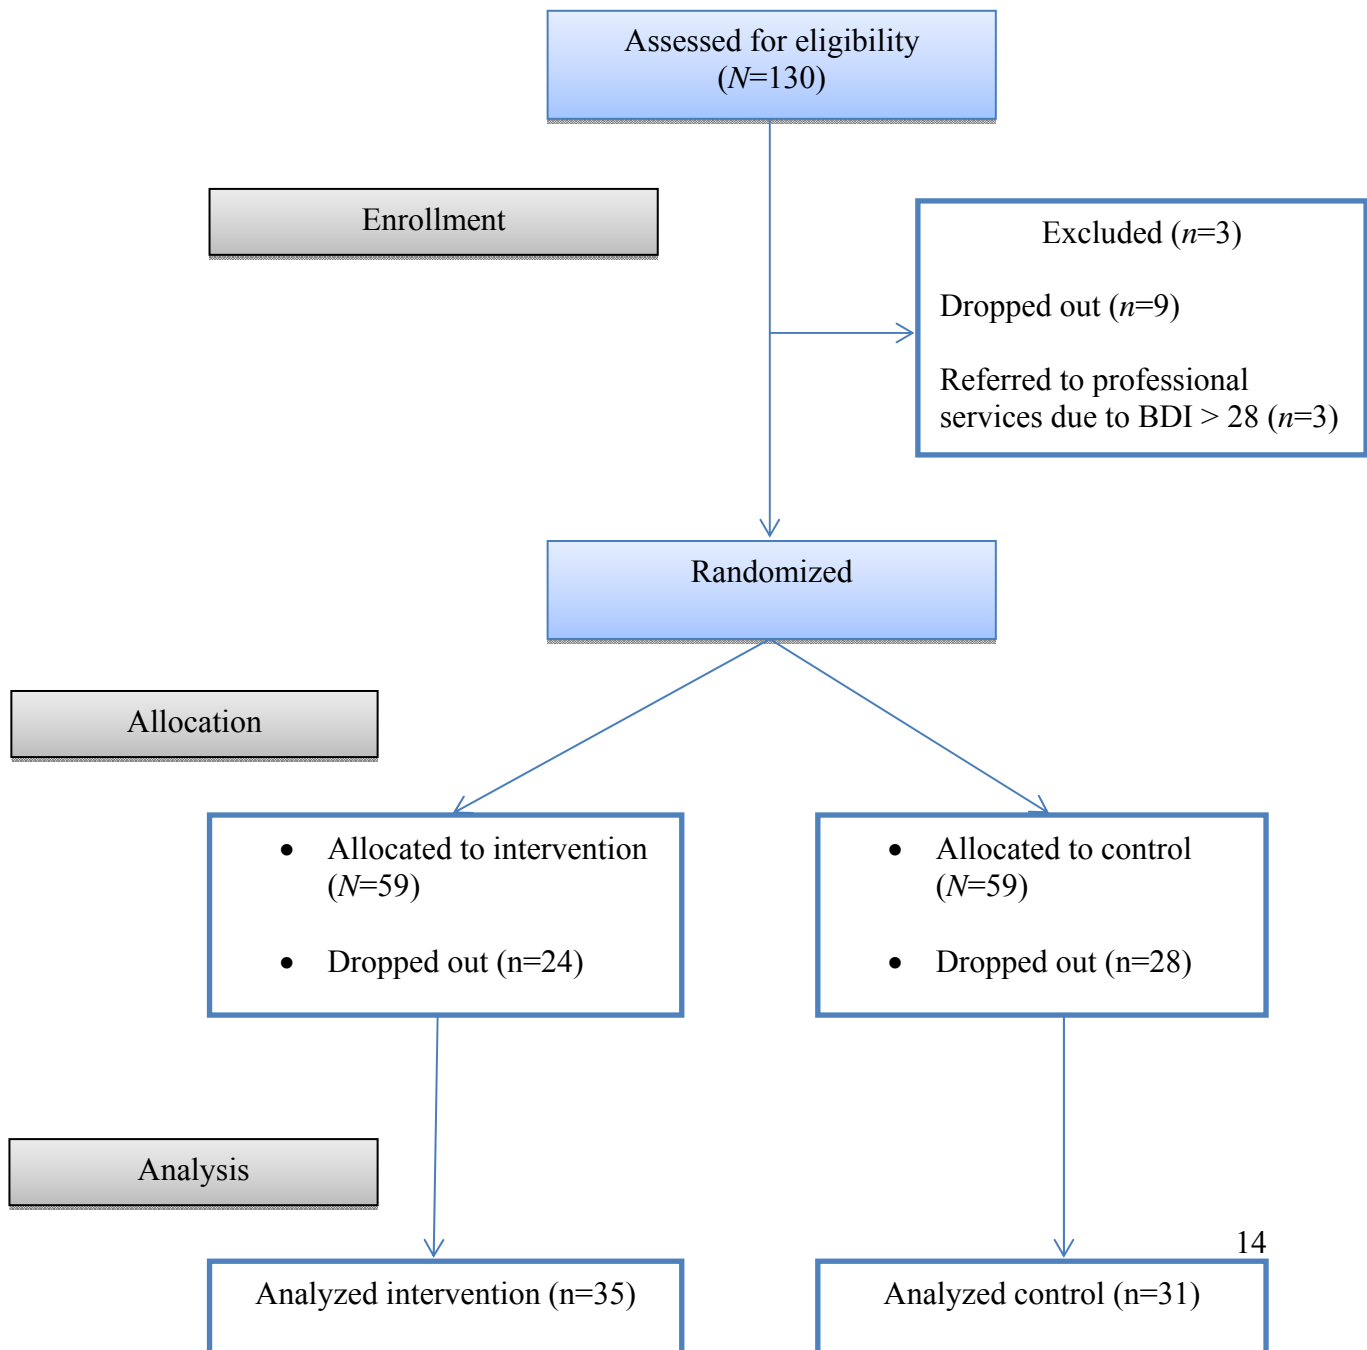 Assessed for eligibility
(N=130)
Enrollment
Excluded (n=3)
Dropped out (n=9)
Referred to professional
services due to BDI > 28 (n=3)
Randomized
Allocation
• Allocated to intervention
(N=59)
• Dropped out (n=24)
• Allocated to control
(N=59)
• Dropped out (n=28)
Analysis
14
Analyzed intervention (n=35)
Analyzed control (n=31)